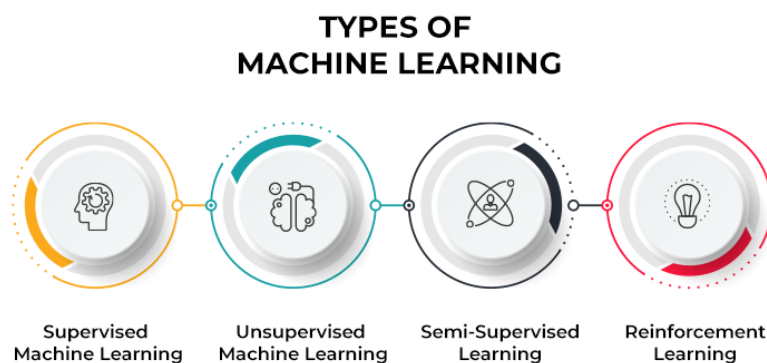 TYPES OF
MACHINE LEARNING
Supervised
Machine Learning
Unsupervised
Machine Learning
Semi-Supervised
Learning
Reinforcement
Learning